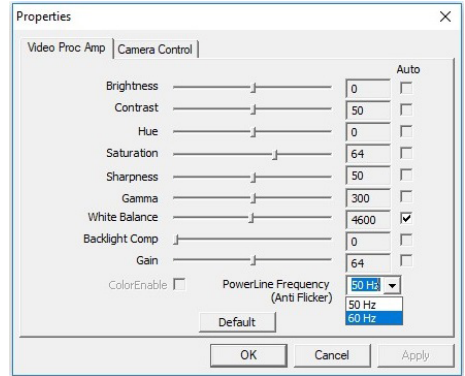 Properties
Video Proc Amp Camera Control
Auto
Brightness 0
Contrast 50
Hue 0
Saturation 64
Sharpness 50
Gamma 300
White Balance 4600
Backlight Comp 0
Gain 64
ColorEnable PowerLine Frequency 50 Hz
(Anti Flicker)
50 Hz
60 Hz
Default
OK Cancel Apply